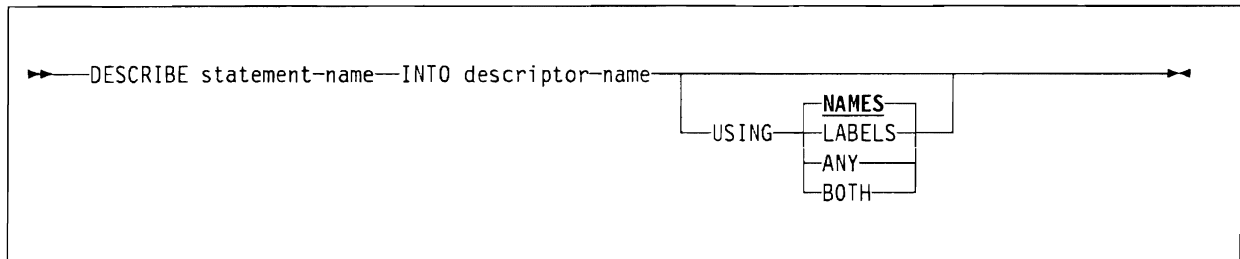 DESCRIBE statement-name INTO descriptor-name
NAMES
USING LABELS
ANY
BOTH